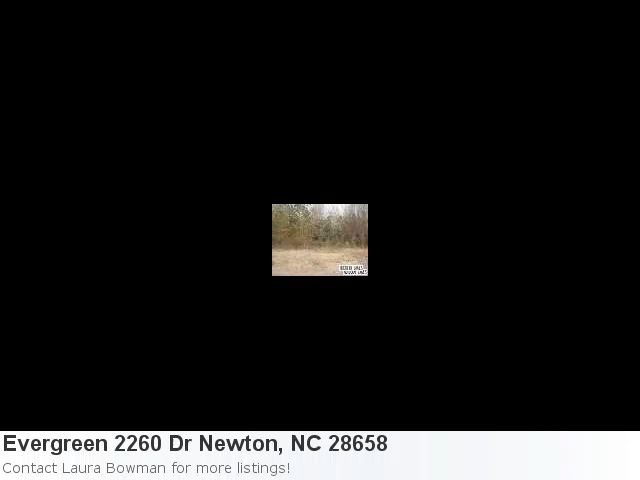 Evergreen 2260 Dr Newton, NC 28658
Contact Laura Bowman for more listings!